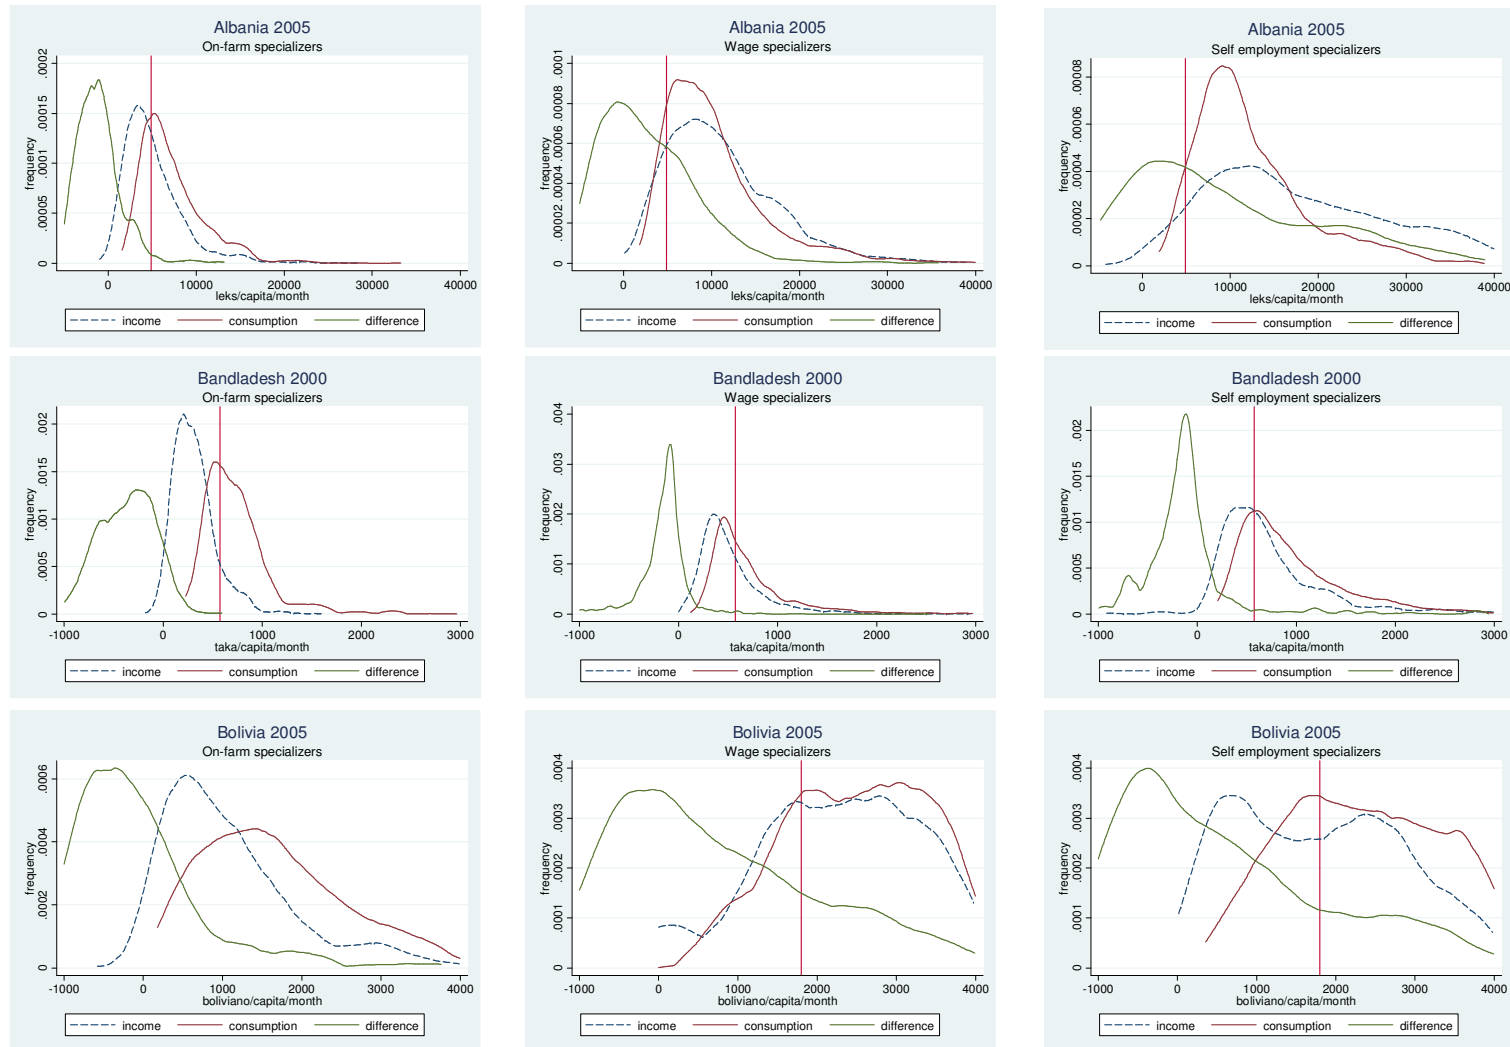 Albania 2005
On-farm specializers
frequency
0 .00005 .0001 .00015 .0002
0 10000 20000 30000 40000
leks/capita/month
income consumption difference
Albania 2005
Wage specializers
frequency
0 .00002 .00004 .00006 .00008 .0001
0 10000 20000 30000 40000
leks/capita/month
income consumption difference
Albania 2005
Self employment specializers
frequency
0 .00002 .00004 .00006 .00008
0 10000 20000 30000 40000
leks/capita/month
income consumption difference
Bandladesh 2000
On-farm specializers
frequency
0 .0005 .001 .0015 .002
-1000 0 1000 2000 3000
taka/capita/month
income consumption difference
Bandladesh 2000
Wage specializers
frequency
0 .001 .002 .003 .004
-1000 0 1000 2000 3000
taka/capita/month
income consumption difference
Bandladesh 2000
Self employment specializers
frequency
0 .0005 .001 .0015 .002
-1000 0 1000 2000 3000
taka/capita/month
income consumption difference
Bolivia 2005
On-farm specializers
frequency
0 .0002 .0004 .0006
-1000 0 1000 2000 3000 4000
boliviano/capita/month
income consumption difference
Bolivia 2005
Wage specializers
frequency
0 .0001 .0002 .0003 .0004
-1000 0 1000 2000 3000 4000
boliviano/capita/month
income consumption difference
Bolivia 2005
Self employment specializers
frequency
0 .0001 .0002 .0003 .0004
-1000 0 1000 2000 3000 4000
boliviano/capita/month
income consumption difference